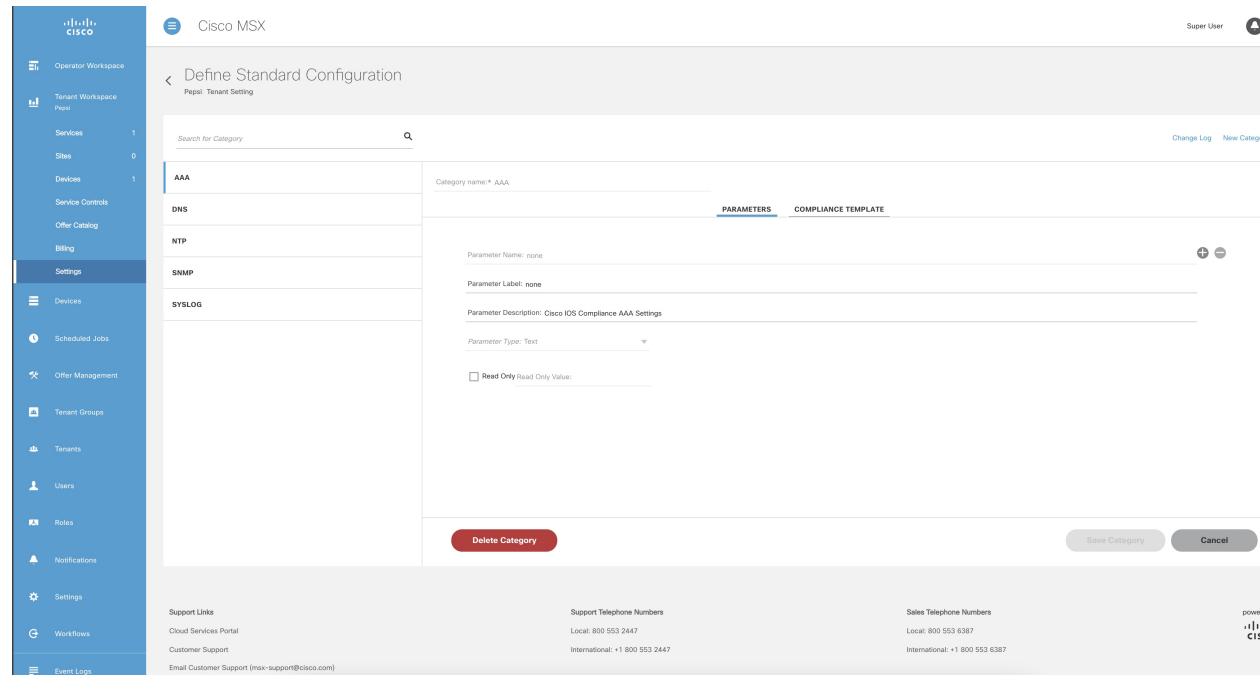 CISCO
Cisco MSX
Super User
Operator Workspace
Tenant Workspace
Pepsi
Services 1
Sites 0
Devices 1
Service Controls
Offer Catalog
Billing
Settings
Devices
Scheduled Jobs
Offer Management
Tenant Groups
Tenants
Users
Roles
Notifications
Settings
Workflows
Event Logs
Define Standard Configuration
Pepsi Tenant Setting
Search for Category
Change Log New Categ
AAA
DNS
NTP
SNMP
SYSLOG
Category name:* AAA
PARAMETERS COMPLIANCE TEMPLATE
Parameter Name: none
Parameter Label: none
Parameter Description: Cisco IOS Compliance AAA Settings
Parameter Type: Text
Read Only Read Only Value:
Delete Category
Save Category
Cancel
Support Links
Cloud Services Portal
Customer Support
Email Customer Support (msx-support@cisco.com)
Support Telephone Numbers
Local: 800 553 2447
International: +1 800 553 2447
Sales Telephone Numbers
Local: 800 553 6387
International: +1 800 553 6387
powe
CIS